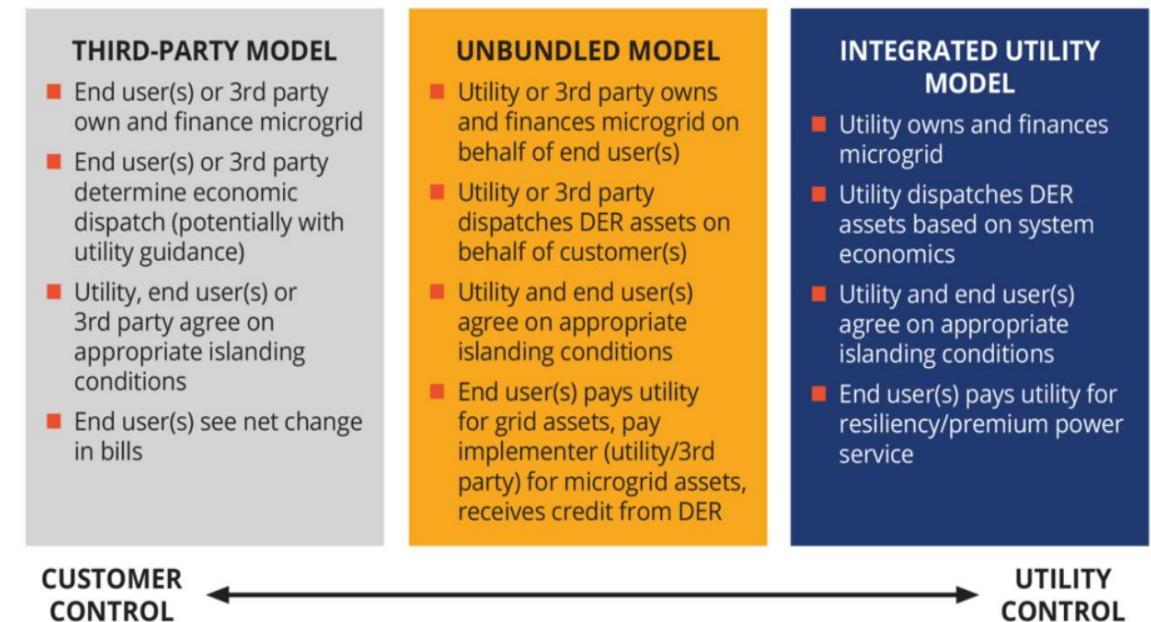 THIRD-PARTY MODEL
End user(s) or 3rd party
own and finance microgrid
End user(s) or 3rd party
determine economic
dispatch (potentially with
utility guidance)
Utility, end user(s) or
3rd party agree on
appropriate islanding
conditions
End user(s) see net change
in bills
UNBUNDLED MODEL
Utility or 3rd party owns
and finances microgrid on
behalf of end user(s)
Utility or 3rd party
dispatches DER assets on
behalf of customer(s)
Utility and end user(s)
agree on appropriate
islanding conditions
End user(s) pays utility
for grid assets, pay
implementer (utility/3rd
party) for microgrid assets,
receives credit from DER
INTEGRATED UTILITY
MODEL
Utility owns and finances
microgrid
Utility dispatches DER
assets based on system
economics
Utility and end user(s)
agree on appropriate
islanding conditions
End user(s) pays utility for
resiliency/premium power
service
CUSTOMER
CONTROL
UTILITY
CONTROL